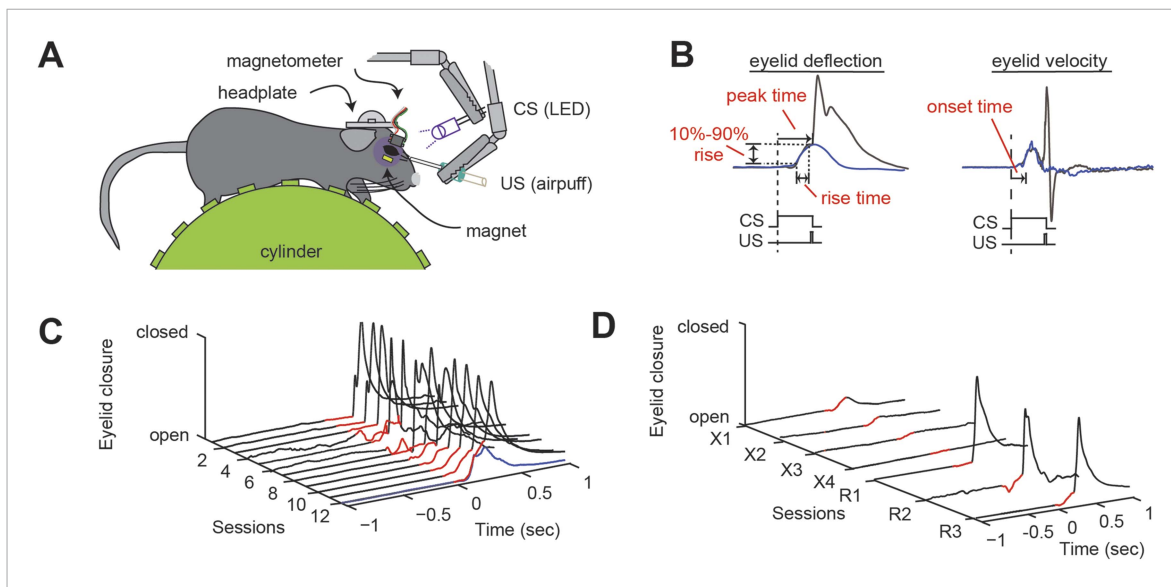 A
magnetometer
headplate
CS (LED)
US (airpuff)
magnet
cylinder
B
eyelid deflection
eyelid velocity
peak time
onset time
10%-90%
rise
rise time
CS
US
CS
US
C
closed
Eyelid closure
open
2
4
6
8
10
12
Sessions
−1
−0.5
0
0.5
1
Time (sec)
D
closed
Eyelid closure
open
X1
X2
X3
X4
R1
R2
R3
Sessions
−1
−0.5
0
0.5
1
Time (sec)